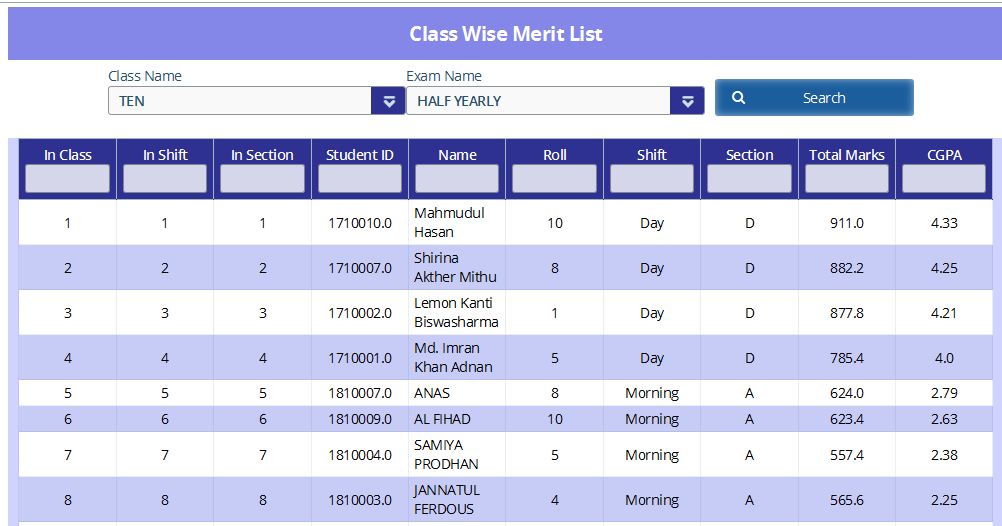 Class Wise Merit List
Class Name Exam Name
TEN HALF YEARLY Search
In Class In Shift In Section Student ID Name Roll Shift Section Total Marks CGPA
1 1 1 1710010.0 Mahmudul Hasan 10 Day D 911.0 4.33
2 2 2 1710007.0 Shirina Akther Mithu 8 Day D 882.2 4.25
3 3 3 1710002.0 Lemon Kanti Biswasharma 1 Day D 877.8 4.21
4 4 4 1710001.0 Md. Imran Khan Adnan 5 Day D 785.4 4.0
5 5 5 1810007.0 ANAS 8 Morning A 624.0 2.79
6 6 6 1810009.0 AL FIHAD 10 Morning A 623.4 2.63
7 7 7 1810004.0 SAMIYA PRODHAN 5 Morning A 557.4 2.38
8 8 8 1810003.0 JANNATUL FERDOUS 4 Morning A 565.6 2.25